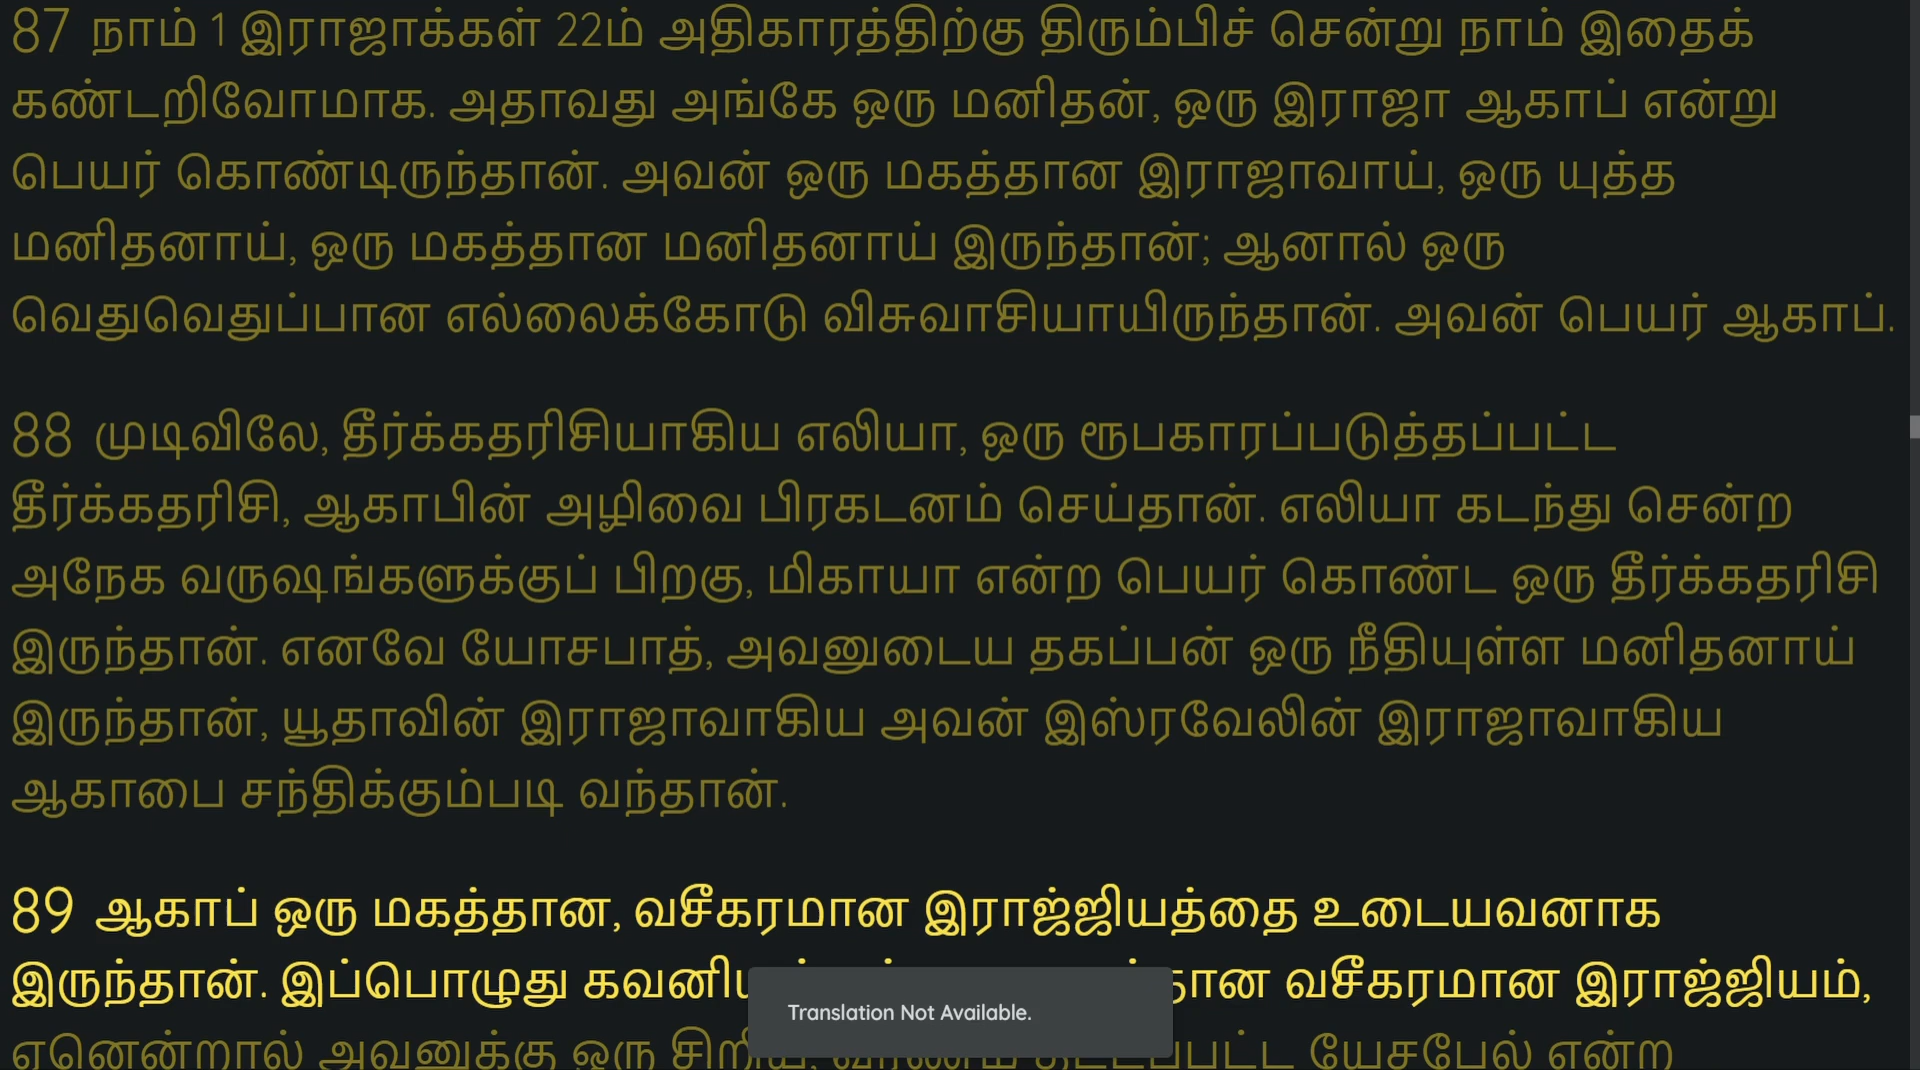 87 நாம் 1 இராஜாக்கள் 22ம் அதிகாரத்திற்கு திரும்பிச் சென்று நாம் இதைக்
கண்டறிவோமாக. அதாவது அங்கே ஒரு மனிதன், ஒரு இராஜா ஆகாப் என்று
பெயர் கொண்டிருந்தான். அவன் ஒரு மகத்தான இராஜாவாய், ஒரு யுத்த
மனிதனாய், ஒரு மகத்தான மனிதனாய் இருந்தான்; ஆனால் ஒரு
வெதுவெதுப்பான எல்லைக்கோடு விசுவாசியாயிருந்தான். அவன் பெயர் ஆகாப்.
88 முடிவிலே, தீர்க்கதரிசியாகிய எலியா, ஒரு ரூபகாரப்படுத்தப்பட்ட
தீர்க்கதரிசி, ஆகாபின் அழிவை பிரகடனம் செய்தான். எலியா கடந்து சென்ற
அநேக வருஷங்களுக்குப் பிறகு, மிகாயா என்ற பெயர் கொண்ட ஒரு தீர்க்கதரிசி
இருந்தான். எனவே யோசபாத், அவனுடைய தகப்பன் ஒரு நீதியுள்ள மனிதனாய்
இருந்தான், யூதாவின் இராஜாவாகிய அவன் இஸ்ரவேலின் இராஜாவாகிய
ஆகாபை சந்திக்கும்படி வந்தான்.
89 ஆகாப் ஒரு மகத்தான, வசீகரமான இராஜ்ஜியத்தை உடையவனாக
இருந்தான். இப்பொழுது வசீகரமான இராஜ்ஜியம்,
ஏனென்றால் அவனுக்கு ஒரு சிறிய, யேசபேல் என்ற
Translation Not Available.